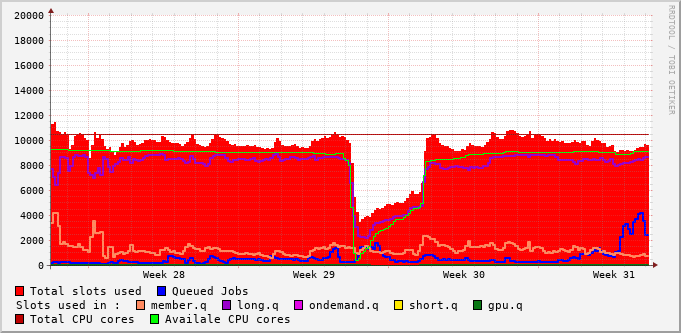 20000
18000
16000
14000
12000
10000
8000
6000
4000
2000
0
Week 28 Week 29 Week 30 Week 31
Total slots used Queued Jobs
Slots used in : member.q long.q ondemand.q short.q gpu.q
Total CPU cores Availale CPU cores
RRDTOOL / TOBI OETIKER